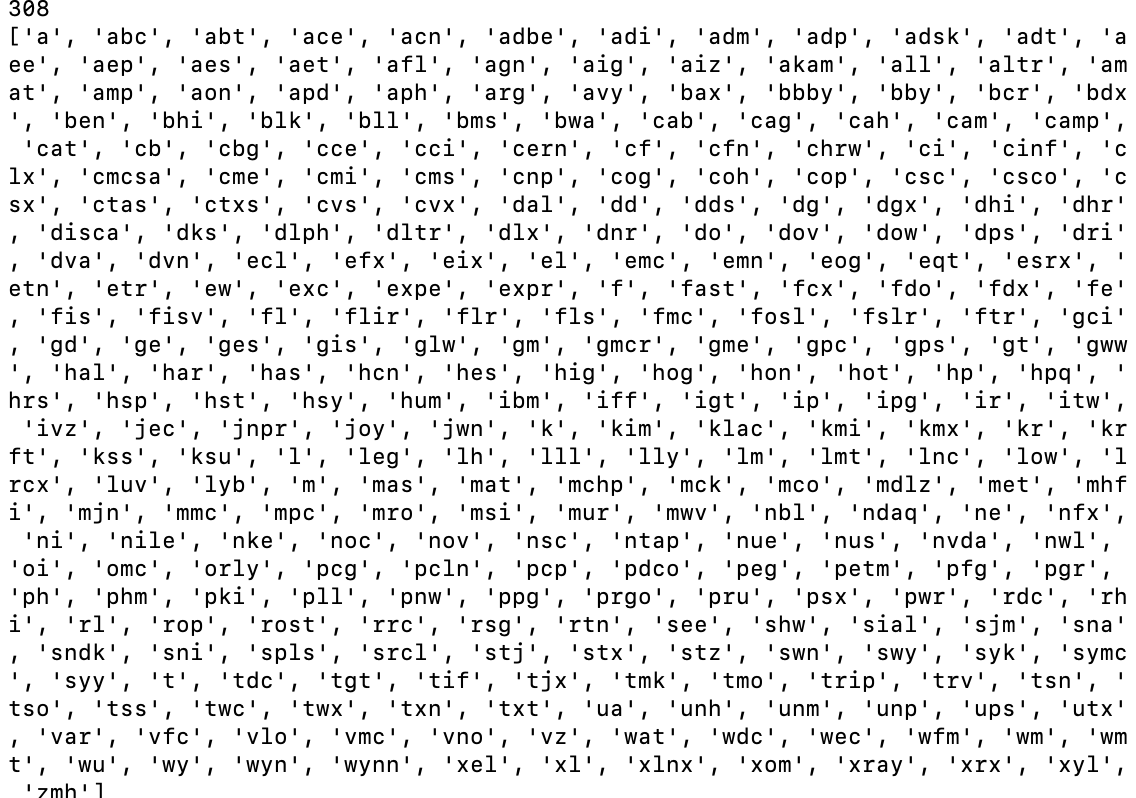 308
['a', 'abc', 'abt', 'ace', 'acn', 'adbe', 'adi', 'adm', 'adp', 'adsk', 'adt', 'a
ee', 'aep', 'aes', 'aet', 'afl', 'agn', 'aig', 'aiz', 'akam', 'all', 'altr', 'am
at', 'amp', 'aon', 'apd', 'aph', 'arg', 'avy', 'bax', 'bbby', 'bby', 'bcr', 'bdx
', 'ben', 'bhi', 'blk', 'bll', 'bms', 'bwa', 'cab', 'cag', 'cah', 'cam', 'camp',
 'cat', 'cb', 'cbg', 'cce', 'cci', 'cern', 'cf', 'cfn', 'chrw', 'ci', 'cinf', 'c
lx', 'cmcsa', 'cme', 'cmi', 'cms', 'cnp', 'cog', 'coh', 'cop', 'csc', 'csco', 'c
sx', 'ctas', 'ctxs', 'cvs', 'cvx', 'dal', 'dd', 'dds', 'dg', 'dgx', 'dhi', 'dhr'
, 'disca', 'dks', 'dlph', 'dltr', 'dlx', 'dnr', 'do', 'dov', 'dow', 'dps', 'dri'
, 'dva', 'dvn', 'ecl', 'efx', 'eix', 'el', 'emc', 'emn', 'eog', 'eqt', 'esrx', '
etn', 'etr', 'ew', 'exc', 'expe', 'expr', 'f', 'fast', 'fcx', 'fdo', 'fdx', 'fe'
, 'fis', 'fisv', 'fl', 'flir', 'flr', 'fls', 'fmc', 'fosl', 'fslr', 'ftr', 'gci'
, 'gd', 'ge', 'ges', 'gis', 'glw', 'gm', 'gmcr', 'gme', 'gpc', 'gps', 'gt', 'gww
', 'hal', 'har', 'has', 'hcn', 'hes', 'hig', 'hog', 'hon', 'hot', 'hp', 'hpq', '
hrs', 'hsp', 'hst', 'hsy', 'hum', 'ibm', 'iff', 'igt', 'ip', 'ipg', 'ir', 'itw',
 'ivz', 'jec', 'jnpr', 'joy', 'jwn', 'k', 'kim', 'klac', 'kmi', 'kmx', 'kr', 'kr
ft', 'kss', 'ksu', 'l', 'leg', 'lh', 'lll', 'lly', 'lm', 'lmt', 'lnc', 'low', 'l
rcx', 'luv', 'lyb', 'm', 'mas', 'mat', 'mchp', 'mck', 'mco', 'mdlz', 'met', 'mhf
i', 'mjn', 'mmc', 'mpc', 'mro', 'msi', 'mur', 'mwv', 'nbl', 'ndaq', 'ne', 'nfx',
 'ni', 'nile', 'nke', 'noc', 'nov', 'nsc', 'ntap', 'nue', 'nus', 'nvda', 'nwl',
'oi', 'omc', 'orly', 'pcg', 'pcln', 'pcp', 'pdco', 'peg', 'petm', 'pfg', 'pgr',
'ph', 'phm', 'pki', 'pll', 'pnw', 'ppg', 'prgo', 'pru', 'psx', 'pwr', 'rdc', 'rh
i', 'rl', 'rop', 'rost', 'rrc', 'rsg', 'rtn', 'see', 'shw', 'sial', 'sjm', 'sna'
, 'sndk', 'sni', 'spls', 'srcl', 'stj', 'stx', 'stz', 'swn', 'swy', 'syk', 'symc
', 'syy', 't', 'tdc', 'tgt', 'tif', 'tjx', 'tmk', 'tmo', 'trip', 'trv', 'tsn', '
tso', 'tss', 'twc', 'twx', 'txn', 'txt', 'ua', 'unh', 'unm', 'unp', 'ups', 'utx'
, 'var', 'vfc', 'vlo', 'vmc', 'vno', 'vz', 'wat', 'wdc', 'wec', 'wfm', 'wm', 'wm
t', 'wu', 'wy', 'wyn', 'wynn', 'xel', 'xl', 'xlnx', 'xom', 'xray', 'xrx', 'xyl',
 'zmh']